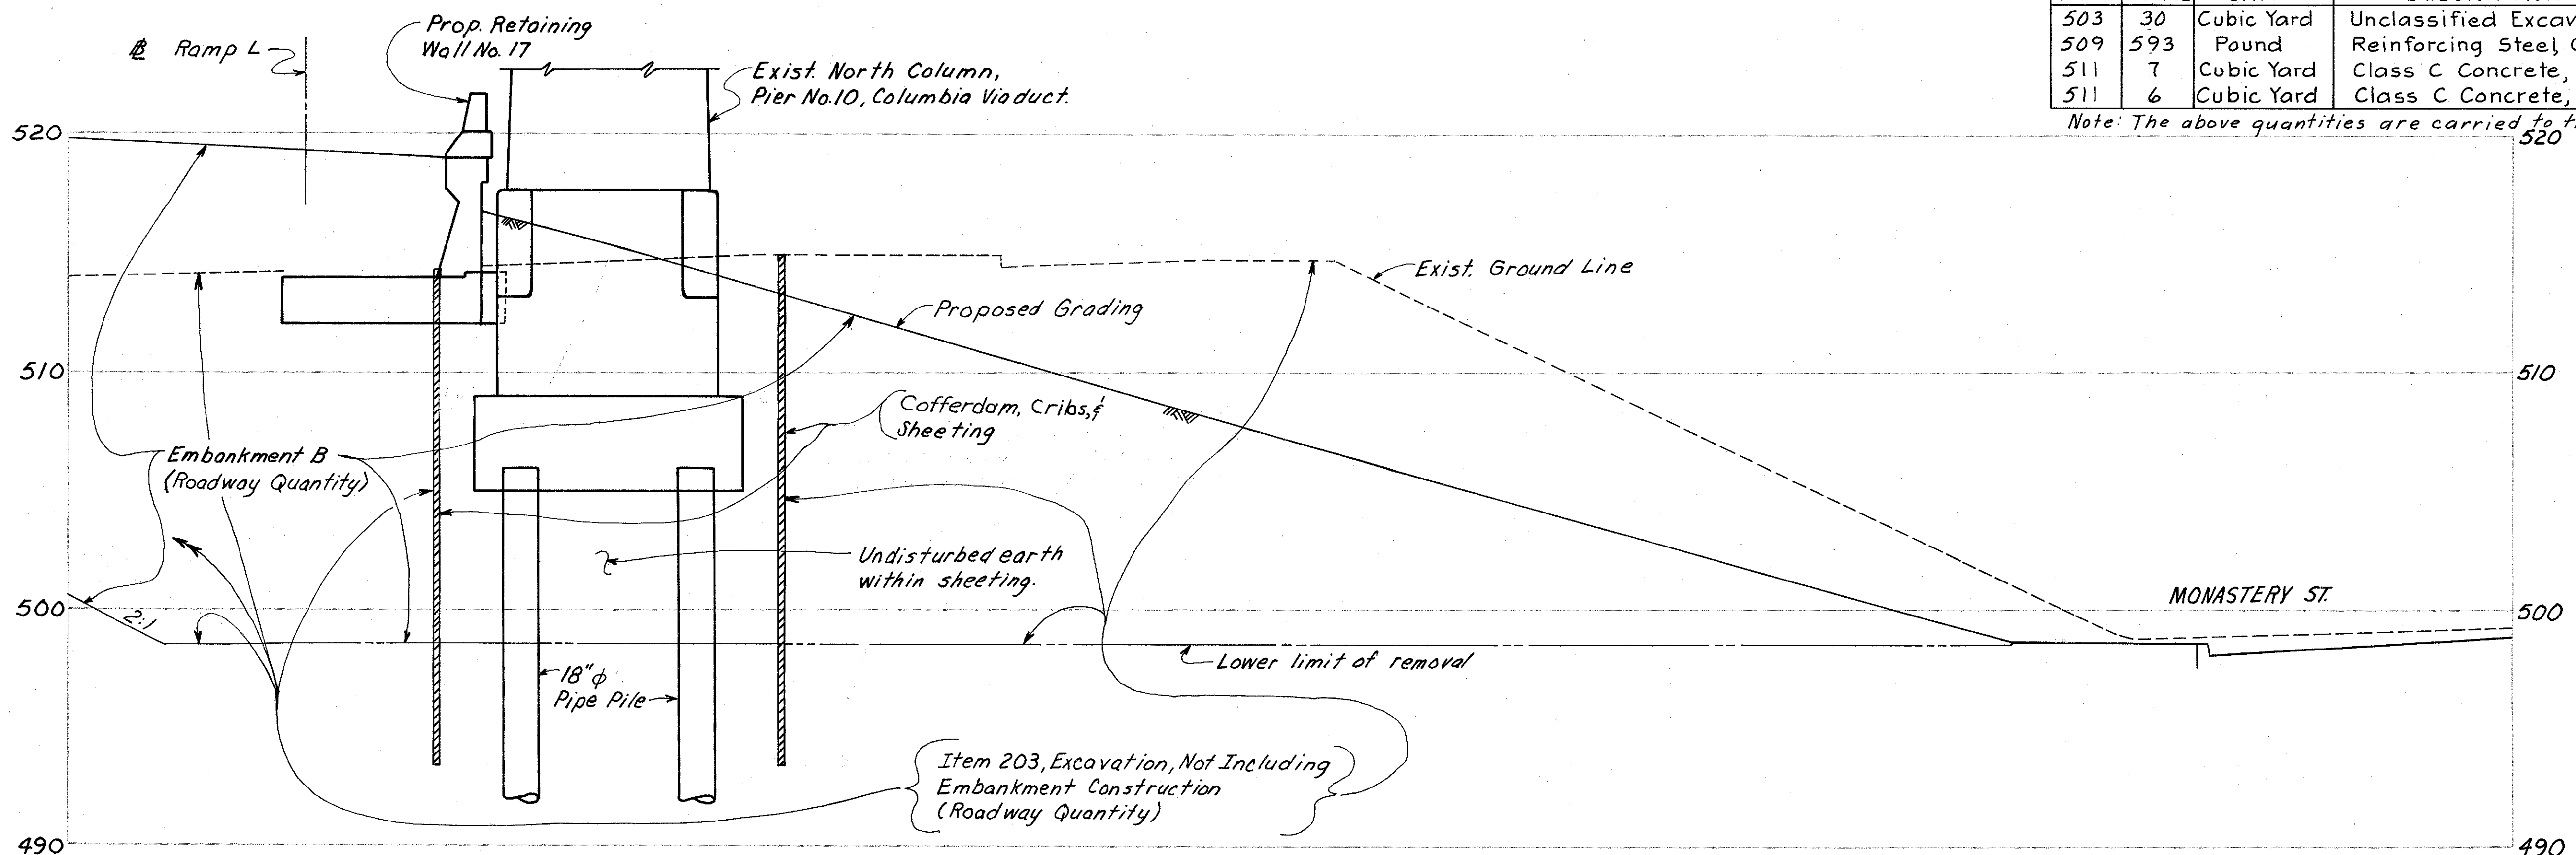 Prop. Retaining
Wall No. 17
Ramp L
Exist. North Column,
Pier No. 10, Columbia Viaduct.
503 30 Cubic Yard Unclassified
509 593 Pound Reinforcing Steel,
511 7 Cubic Yard Class C Concrete,
511 6 Cubic Yard Class C Concrete,
Note: The above quantities are carried to
520
520
Exist. Ground Line
Proposed Grading
510
510
Cofferdam, Cribs, &
Sheeting
Embankment B
(Roadway Quantity)
Undisturbed earth
within sheeting.
500
2:1
MONASTERY ST.
500
Lower limit of removal
18" φ
Pipe Pile
Item 203, Excavation, Not Including
Embankment Construction
(Roadway Quantity)
490
490